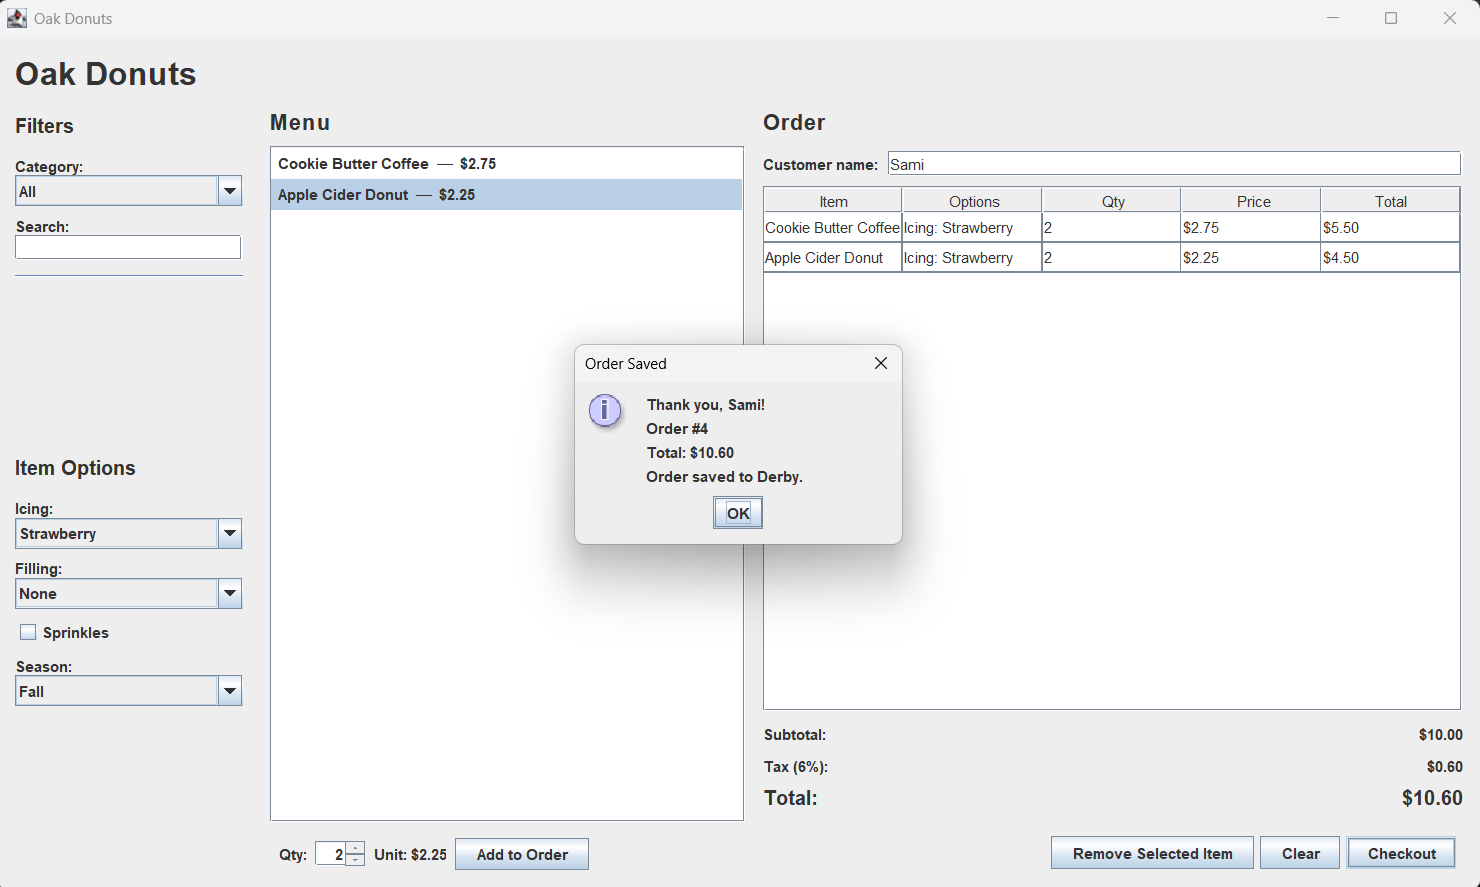 Oak Donuts
Oak Donuts
Filters
Category:
All
Search:
Item Options
Icing:
Strawberry
Filling:
None
Sprinkles
Season:
Fall
Menu
Cookie Butter Coffee — $2.75
Apple Cider Donut — $2.25
Qty: 2 Unit: $2.25 Add to Order
Order
Customer name: Sami
Item Options Qty Price Total
Cookie Butter Coffee Icing: Strawberry 2 $2.75 $5.50
Apple Cider Donut Icing: Strawberry 2 $2.25 $4.50
Subtotal: $10.00
Tax (6%): $0.60
Total: $10.60
Remove Selected Item Clear Checkout
Order Saved
i
Thank you, Sami!
Order #4
Total: $10.60
Order saved to Derby.
OK